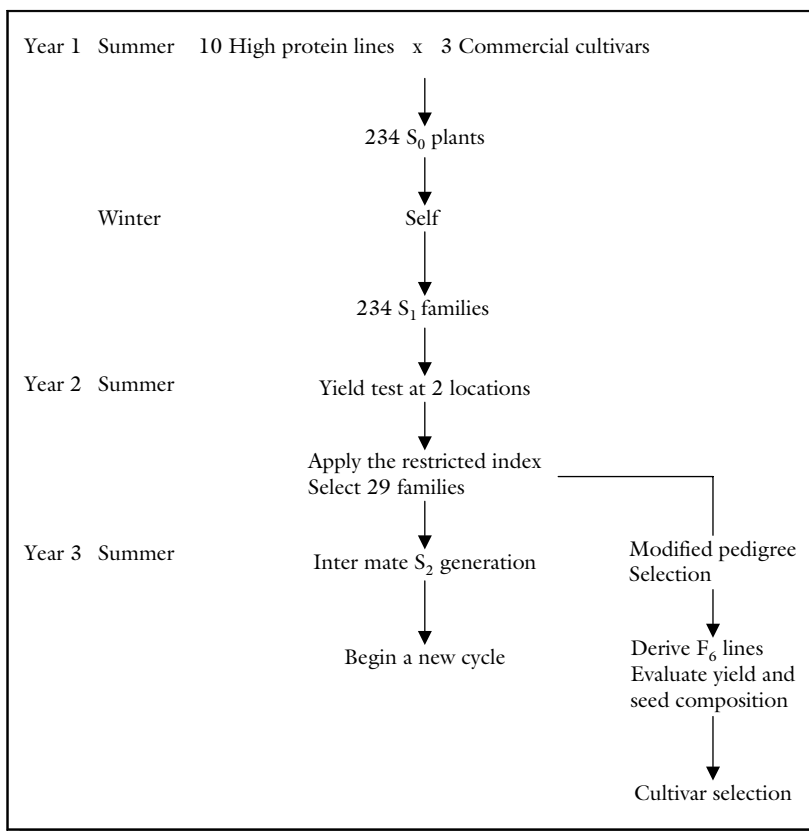 Year 1 Summer 10 High protein lines x 3 Commercial cultivars
234 S₀ plants
Winter Self
234 S₁ families
Year 2 Summer Yield test at 2 locations
Apply the restricted index
Select 29 families
Year 3 Summer Inter mate S₂ generation
Begin a new cycle
Modified pedigree
Selection
Derive F₆ lines
Evaluate yield and
seed composition
Cultivar selection